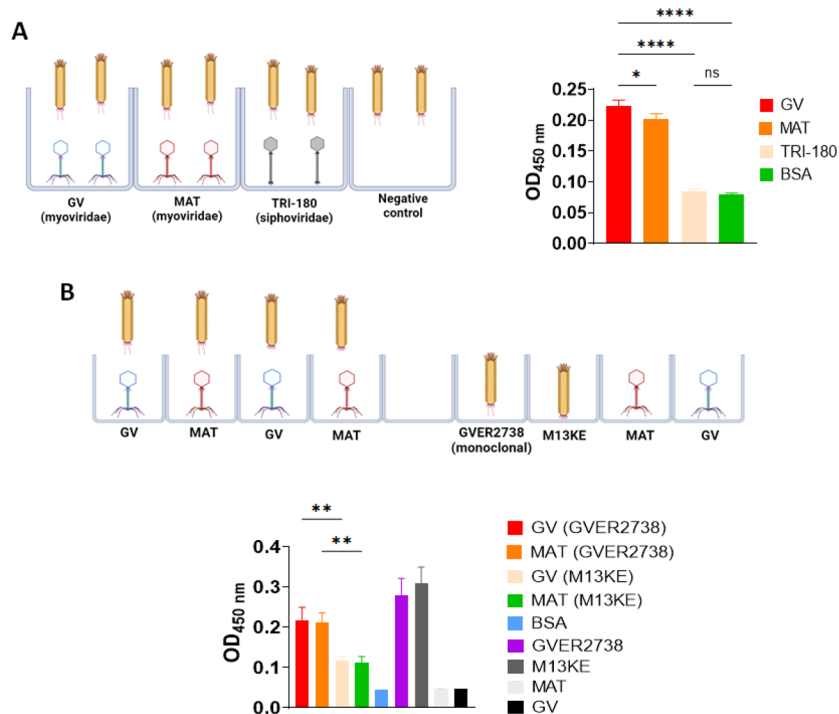 A
GV
(myoviridae)
MAT
(myoviridae)
TRI-180
(siphoviridae)
Negative
control
****
****
*
ns
OD450 nm
0.25
0.20
0.15
0.10
0.05
0.00
GV
MAT
TRI-180
BSA
B
GV
MAT
GV
MAT
GVER2738
(monoclonal)
M13KE
MAT
GV
**
**
OD450 nm
0.4
0.3
0.2
0.1
0.0
GV (GVER2738)
MAT (GVER2738)
GV (M13KE)
MAT (M13KE)
BSA
GVER2738
M13KE
MAT
GV